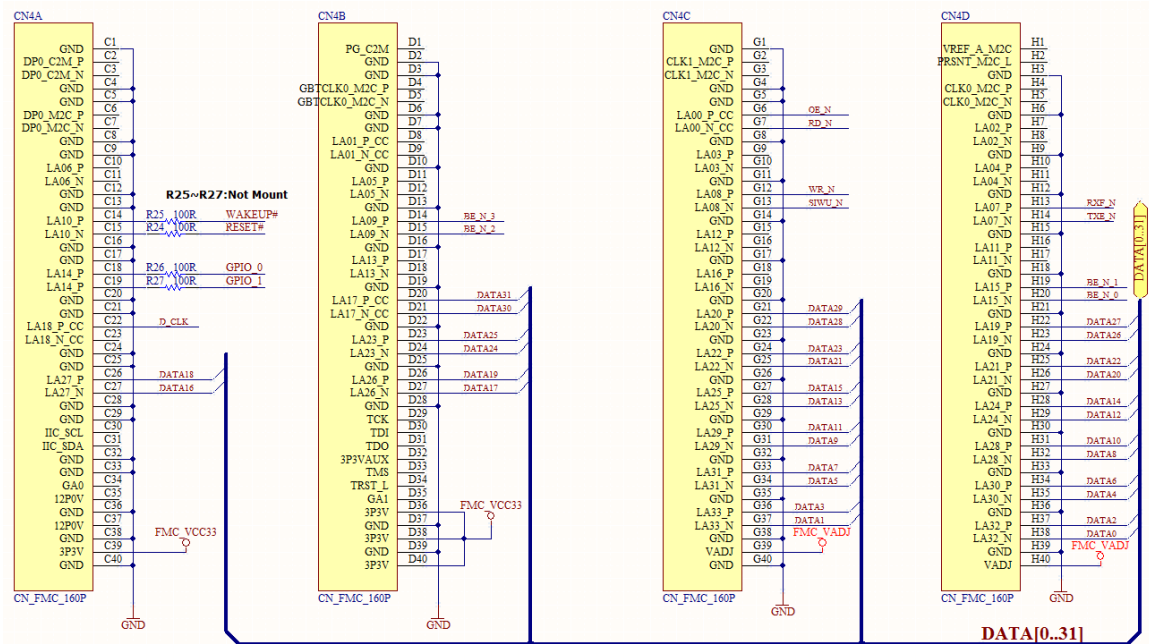 CN4A
GND C1
DP0_C2M_P C2
DP0_C2M_N C3
GND C4
GND C5
DP0_M2C_P C6
DP0_M2C_N C7
GND C8
GND C9
LA06_P C10
LA06_N C11
GND C12
GND C13
R25~R27:Not Mount
LA10_P C14 R25 100R WAKEUP#
LA10_N C15 R24 100R RESET#
GND C16
GND C17
LA14_P C18 R26 100R GPIO_0
LA14_P C19 R27 100R GPIO_1
GND C20
GND C21
LA18_P_CC C22 D_CLK
LA18_N_CC C23
GND C24
GND C25
LA27_P C26 DATA18
LA27_N C27 DATA16
GND C28
GND C29
IIC_SCL C30
IIC_SDA C31
GND C32
GND C33
GA0 C34
12P0V C35
GND C36
12P0V C37
GND C38
3P3V C39 FMC_VCC33
GND C40
CN_FMC_160P
GND
CN4B
PG_C2M D1
GND D2
GND D3
GBTCLK0_M2C_P D4
GBTCLK0_M2C_N D5
GND D6
GND D7
LA01_P_CC D8
LA01_N_CC D9
GND D10
LA05_P D11
LA05_N D12
GND D13
LA09_P D14 BE_N_3
LA09_N D15 BE_N_2
GND D16
LA13_P D17
LA13_N D18
GND D19
LA17_P_CC D20 DATA31
LA17_N_CC D21 DATA30
GND D22
LA23_P D23 DATA25
LA23_N D24 DATA24
GND D25
LA26_P D26 DATA19
LA26_N D27 DATA17
GND D28
TCK D29
TDI D30
TDO D31
3P3VAUX D32
TMS D33
TRST_L D34
GA1 D35
3P3V D36 FMC_VCC33
GND D37
3P3V D38
GND D39
3P3V D40
CN_FMC_160P
GND
CN4C
GND G1
CLK1_M2C_P G2
CLK1_M2C_N G3
GND G4
GND G5
LA00_P_CC G6 OE_N
LA00_N_CC G7 RD_N
GND G8
LA03_P G9
LA03_N G10
GND G11
LA08_P G12 WR_N
LA08_N G13 SIWU_N
GND G14
LA12_P G15
LA12_N G16
GND G17
LA16_P G18
LA16_N G19
GND G20
LA20_P G21 DATA29
LA20_N G22 DATA28
GND G23
LA22_P G24 DATA23
LA22_N G25 DATA21
GND G26
LA25_P G27 DATA15
LA25_N G28 DATA13
GND G29
LA29_P G30 DATA11
LA29_N G31 DATA9
GND G32
LA31_P G33 DATA7
LA31_N G34 DATA5
GND G35
LA33_P G36 DATA3
LA33_N G37 DATA1
GND G38 FMC_VADJ
VADJ G39
GND G40
CN_FMC_160P
GND
CN4D
VREF_A_M2C H1
PRSNT_M2C_L H2
GND H3
CLK0_M2C_P H4
CLK0_M2C_N H5
GND H6
LA02_P H7
LA02_N H8
GND H9
LA04_P H10
LA04_N H11
GND H12
LA07_P H13 RXF_N
LA07_N H14 TXE_N
GND H15
LA11_P H16
LA11_N H17
GND H18
LA15_P H19 BE_N_1
LA15_N H20 BE_N_0
GND H21
LA19_P H22 DATA27
LA19_N H23 DATA26
GND H24
LA21_P H25 DATA22
LA21_N H26 DATA20
GND H27
LA24_P H28 DATA14
LA24_N H29 DATA12
GND H30
LA28_P H31 DATA10
LA28_N H32 DATA8
GND H33
LA30_P H34 DATA6
LA30_N H35 DATA4
GND H36
LA32_P H37 DATA2
LA32_N H38 DATA0
GND H39 FMC_VADJ
VADJ H40
CN_FMC_160P
GND
DATA[0..31]
DATA[0..31]